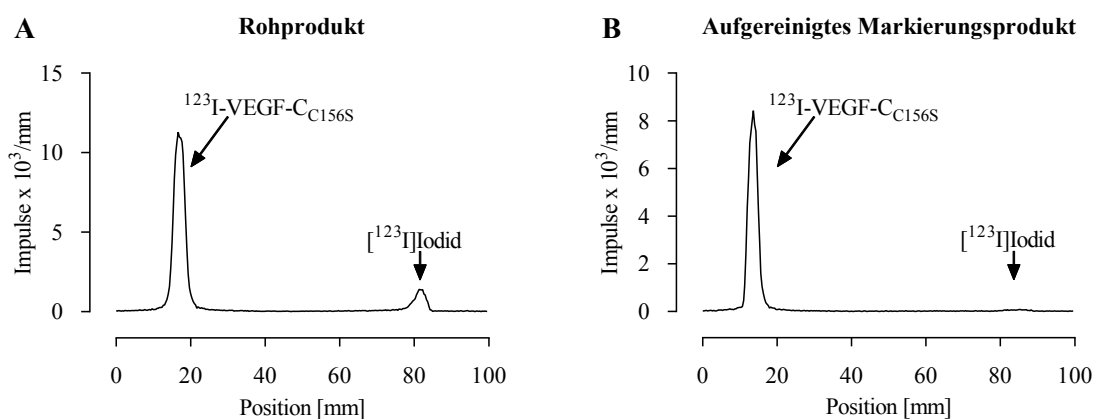 A
Rohprodukt
Impulse x 10³/mm
15
10
5
0
¹²³I-VEGF-C_C156S
[¹²³I]Iodid
0 20 40 60 80 100
Position [mm]
B
Aufgereinigtes Markierungsprodukt
Impulse x 10³/mm
10
8
6
4
2
0
¹²³I-VEGF-C_C156S
[¹²³I]Iodid
0 20 40 60 80 100
Position [mm]